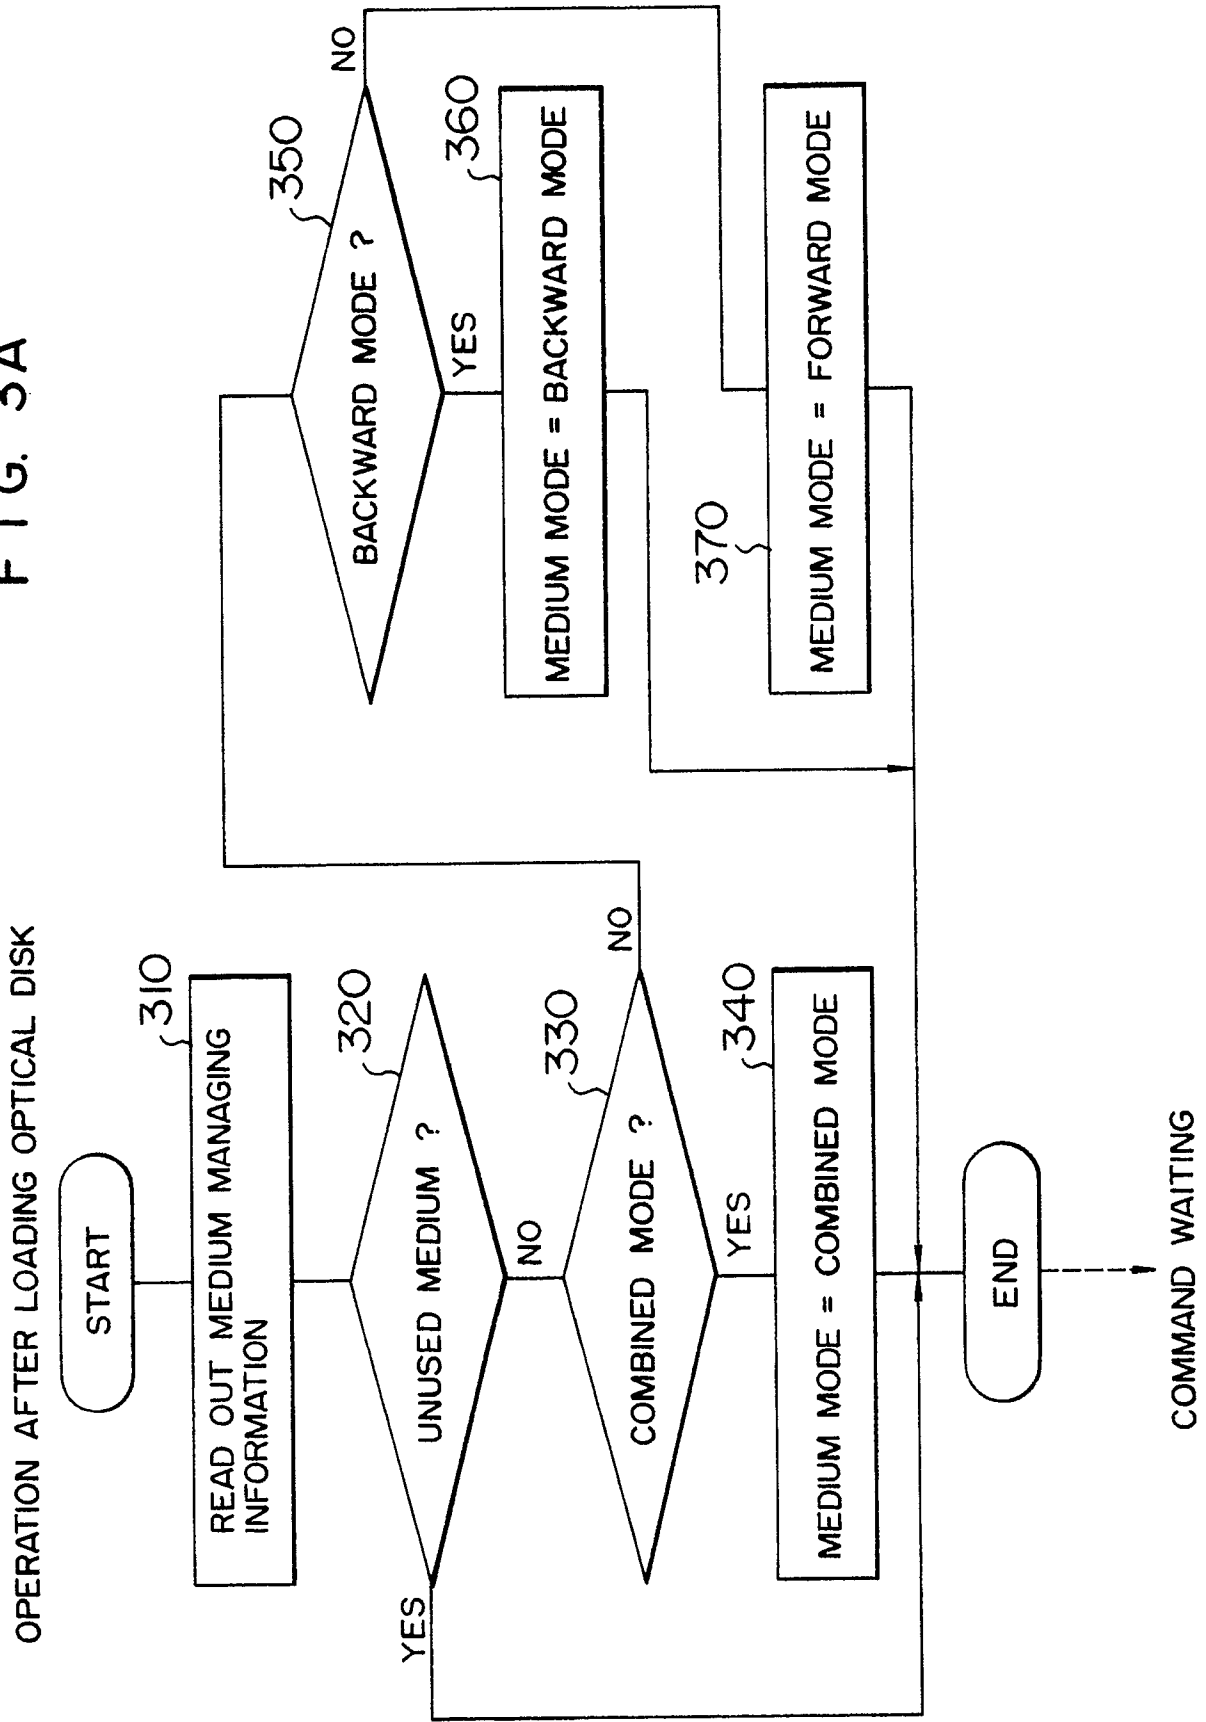 FIG. 3A
OPERATION AFTER LOADING OPTICAL DISK
START
310
READ OUT MEDIUM MANAGING
INFORMATION
320
UNUSED MEDIUM ?
YES
NO
330
COMBINED MODE ?
NO
YES
340
MEDIUM MODE = COMBINED MODE
END
COMMAND WAITING
350
BACKWARD MODE ?
NO
YES
360
MEDIUM MODE = BACKWARD MODE
370
MEDIUM MODE = FORWARD MODE